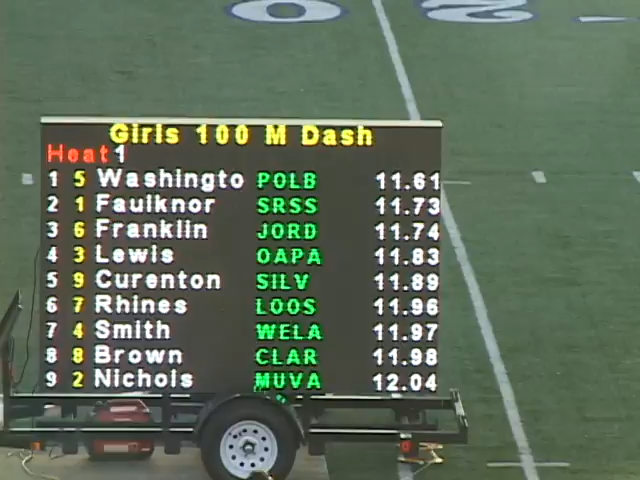 20
Girls 100 M Dash
Heat 1
1 5 Washingto POLB 11.61
2 1 Faulknor SRSS 11.73
3 6 Franklin JORD 11.74
4 3 Lewis OAPA 11.83
5 9 Curenton SILV 11.89
6 7 Rhines LOOS 11.96
7 4 Smith WELA 11.97
8 8 Brown CLAR 11.98
9 2 Nichols MUVA 12.04